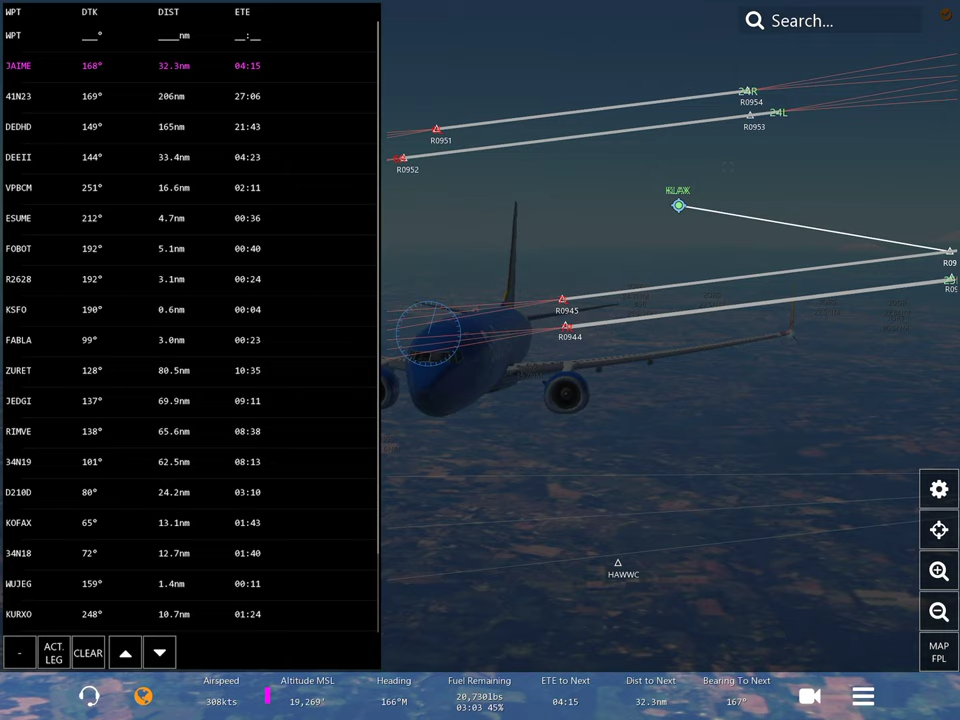 WPT DTK DIST ETE
WPT ___° ____nm __:__
JAIME 168° 32.3nm 04:15
41N23 169° 206nm 27:06
DEDHD 149° 165nm 21:43
DEEII 144° 33.4nm 04:23
VPBCM 251° 16.6nm 02:11
ESUME 212° 4.7nm 00:36
FOBOT 192° 5.1nm 00:40
R2628 192° 3.1nm 00:24
KSFO 190° 0.6nm 00:04
FABLA 99° 3.0nm 00:23
ZURET 128° 80.5nm 10:35
JEDGI 137° 69.9nm 09:11
RIMVE 138° 65.6nm 08:38
34N19 101° 62.5nm 08:13
D210D 80° 24.2nm 03:10
KOFAX 65° 13.1nm 01:43
34N18 72° 12.7nm 01:40
WUJEG 159° 1.4nm 00:11
KURXO 248° 10.7nm 01:24
-
ACT. LEG
CLEAR
Search...
24R
R0954
24L
R0953
R0951
R0952
KLAX
R09
R09
R0945
R0944
HAWWC
MAP
FPL
Airspeed
308kts
Altitude MSL
19,269'
Heading
166°M
Fuel Remaining
20,730lbs
03:03 45%
ETE to Next
04:15
Dist to Next
32.3nm
Bearing To Next
167°